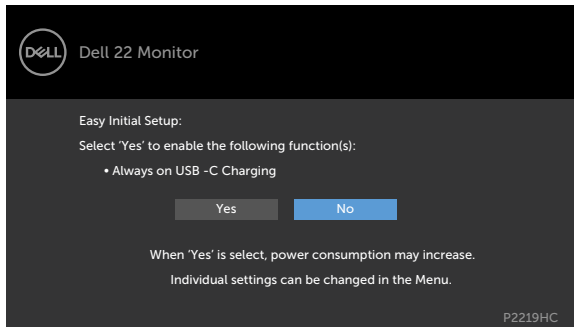 DELL
Dell 22 Monitor
Easy Initial Setup:
Select ‘Yes’ to enable the following function(s):
• Always on USB -C Charging
Yes No
When ‘Yes’ is select, power consumption may increase.
Individual settings can be changed in the Menu.
P2219HC